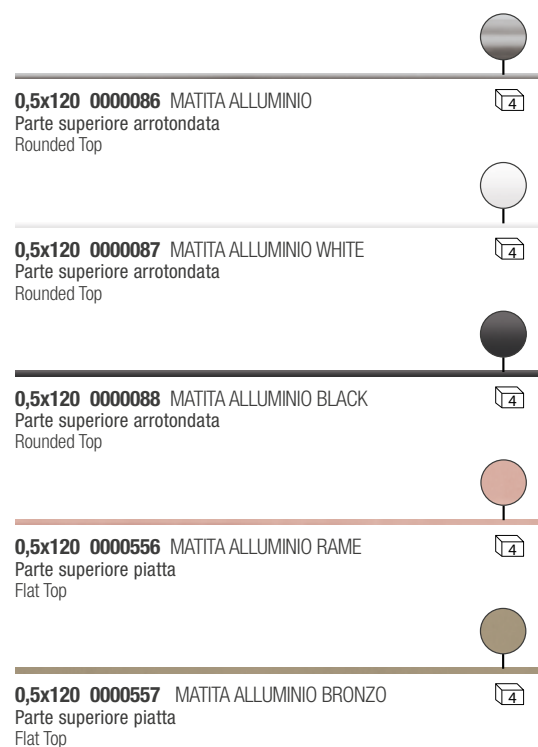 0,5x120 0000086 MATITA ALLUMINIO
4
Parte superiore arrotondata
Rounded Top
0,5x120 0000087 MATITA ALLUMINIO WHITE
4
Parte superiore arrotondata
Rounded Top
0,5x120 0000088 MATITA ALLUMINIO BLACK
4
Parte superiore arrotondata
Rounded Top
0,5x120 0000556 MATITA ALLUMINIO RAME
4
Parte superiore piatta
Flat Top
0,5x120 0000557 MATITA ALLUMINIO BRONZO
4
Parte superiore piatta
Flat Top